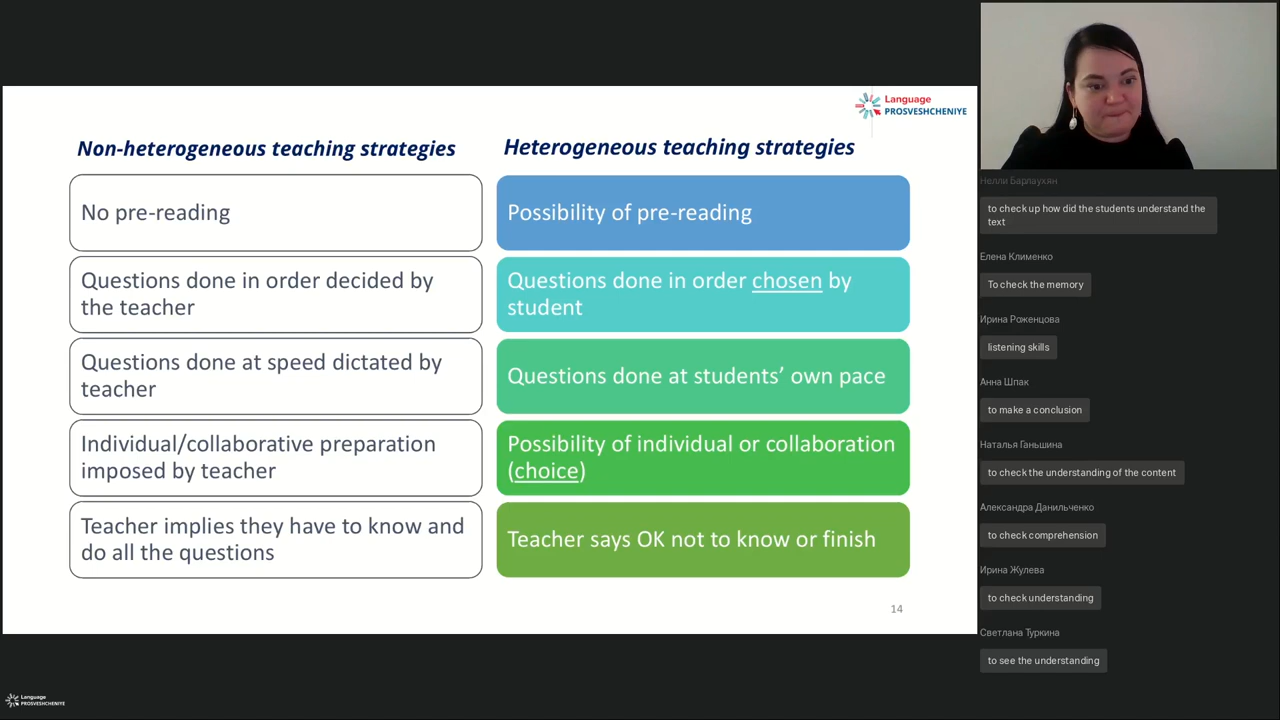 Language
PROSVESHCHENIYE
Non-heterogeneous teaching strategies
Heterogeneous teaching strategies
No pre-reading
Possibility of pre-reading
Questions done in order decided by
the teacher
Questions done in order chosen by
student
Questions done at speed dictated by
teacher
Questions done at students’ own pace
Individual/collaborative preparation
imposed by teacher
Possibility of individual or collaboration
(choice)
Teacher implies they have to know and
do all the questions
Teacher says OK not to know or finish
14
Language
PROSVESHCHENIYE
Нелли Барлаухян
to check up how did the students understand the
text
Елена Клименко
To check the memory
Ирина Роженцова
listening skills
Анна Шпак
to make a conclusion
Наталья Ганьшина
to check the understanding of the content
Александра Данильченко
to check comprehension
Ирина Жулева
to check understanding
Светлана Туркина
to see the understanding